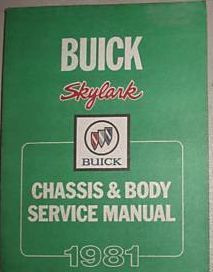 BUICK
Skylark
BUICK
CHASSIS & BODY
SERVICE MANUAL
1981